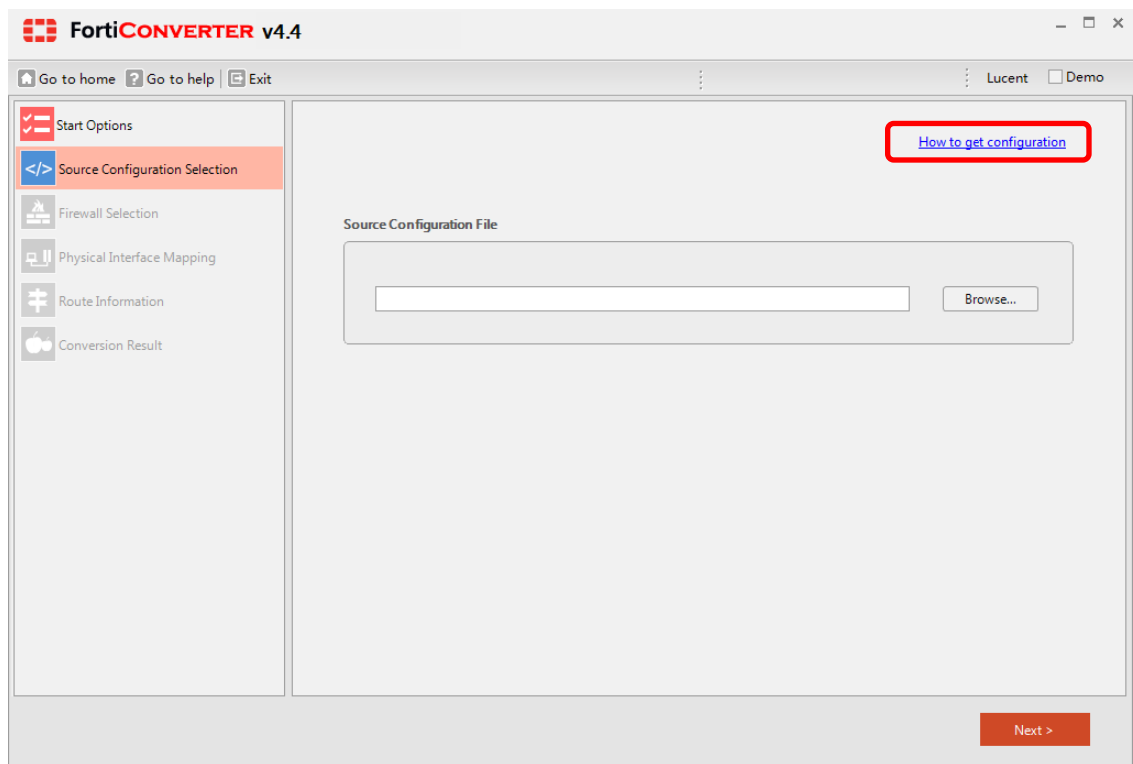 FortiCONVERTER v4.4
Go to home ? Go to help Exit Lucent Demo
Start Options
</> Source Configuration Selection
Firewall Selection
Physical Interface Mapping
Route Information
Conversion Result
How to get configuration
Source Configuration File
Browse...
Next >